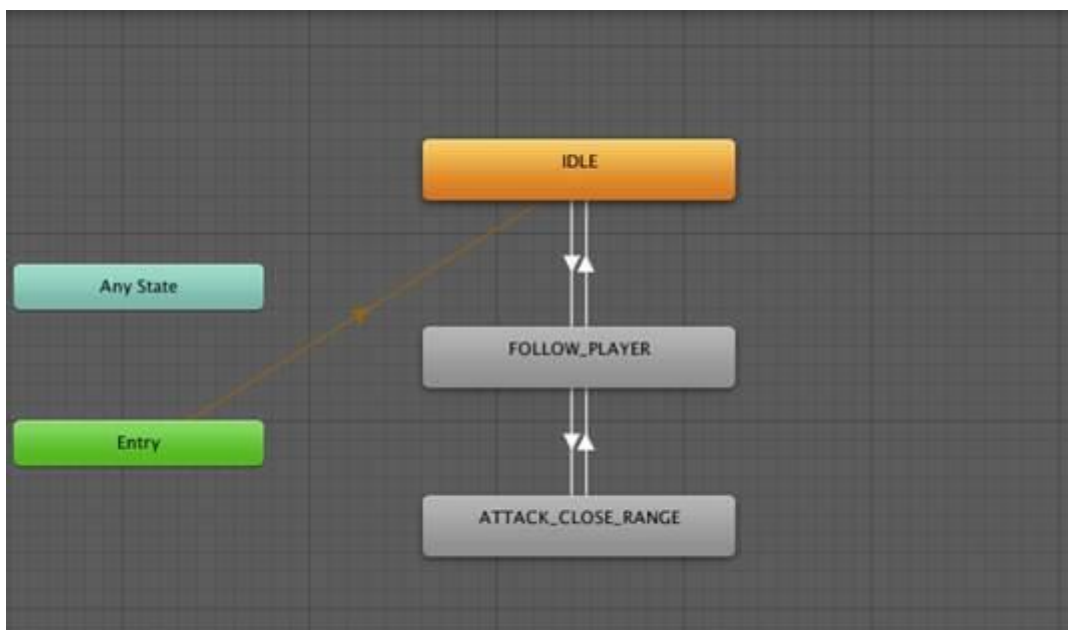 IDLE
Any State
FOLLOW_PLAYER
Entry
ATTACK_CLOSE_RANGE